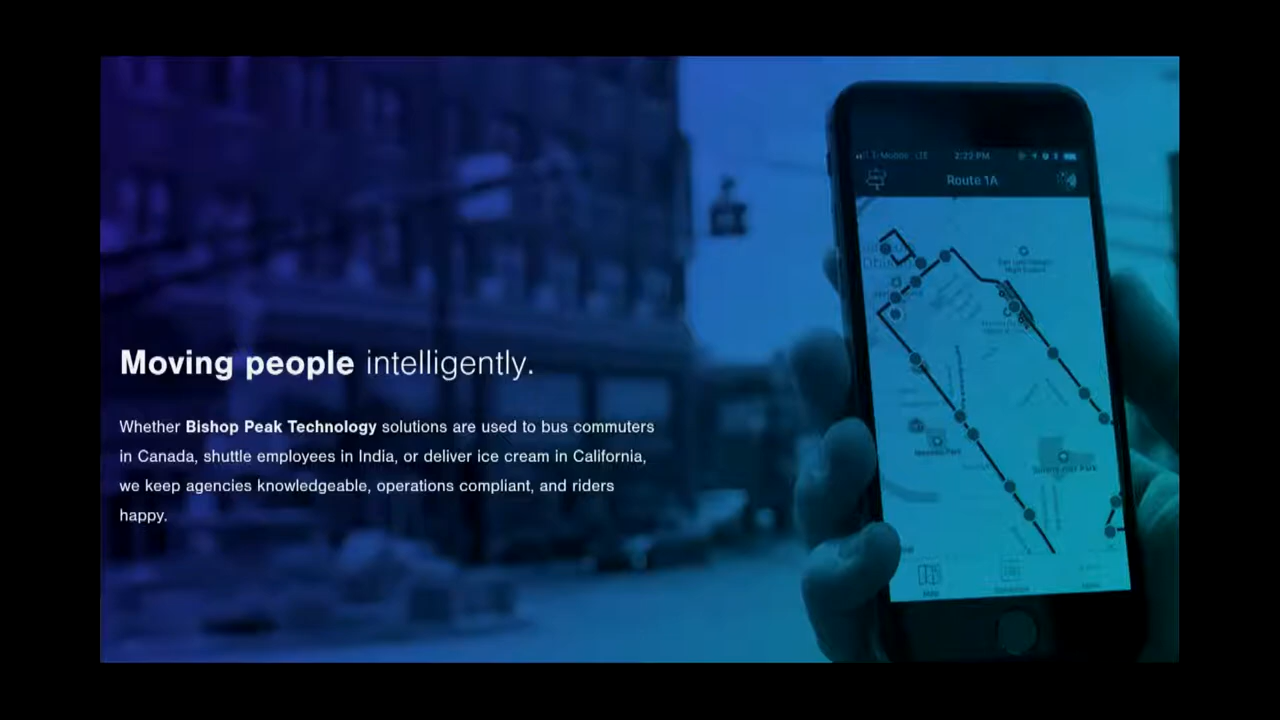 Moving people intelligently.
Whether Bishop Peak Technology solutions are used to bus commuters
in Canada, shuttle employees in India, or deliver ice cream in California,
we keep agencies knowledgeable, operations compliant, and riders
happy.
T-Mobile LTE 2:22 PM
Route 1A